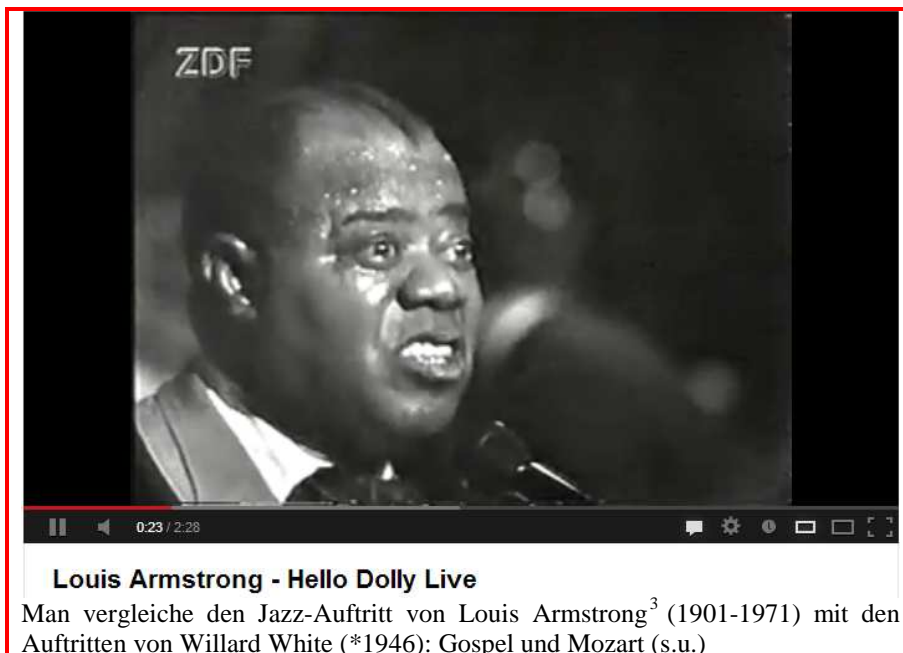 ZDF
0:23 / 2:28
Louis Armstrong - Hello Dolly Live
Man vergleiche den Jazz-Auftritt von Louis Armstrong3 (1901-1971) mit den
Auftritten von Willard White (*1946): Gospel und Mozart (s.u.)